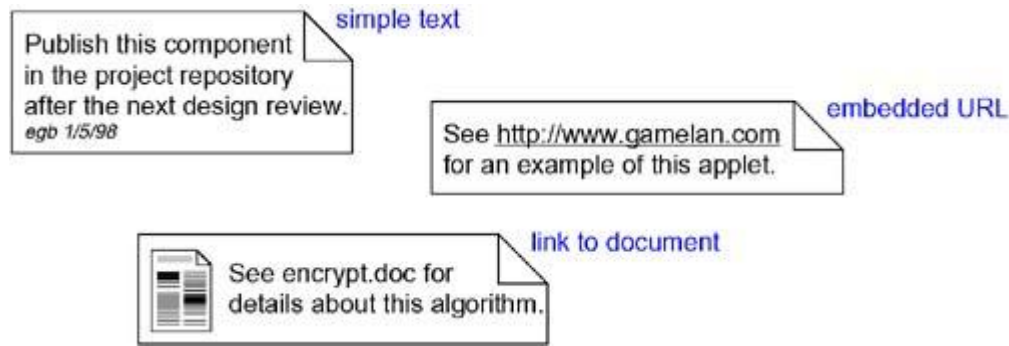 simple text
Publish this component
in the project repository
after the next design review.
egb 1/5/98
embedded URL
See http://www.gamelan.com
for an example of this applet.
link to document
See encrypt.doc for
details about this algorithm.